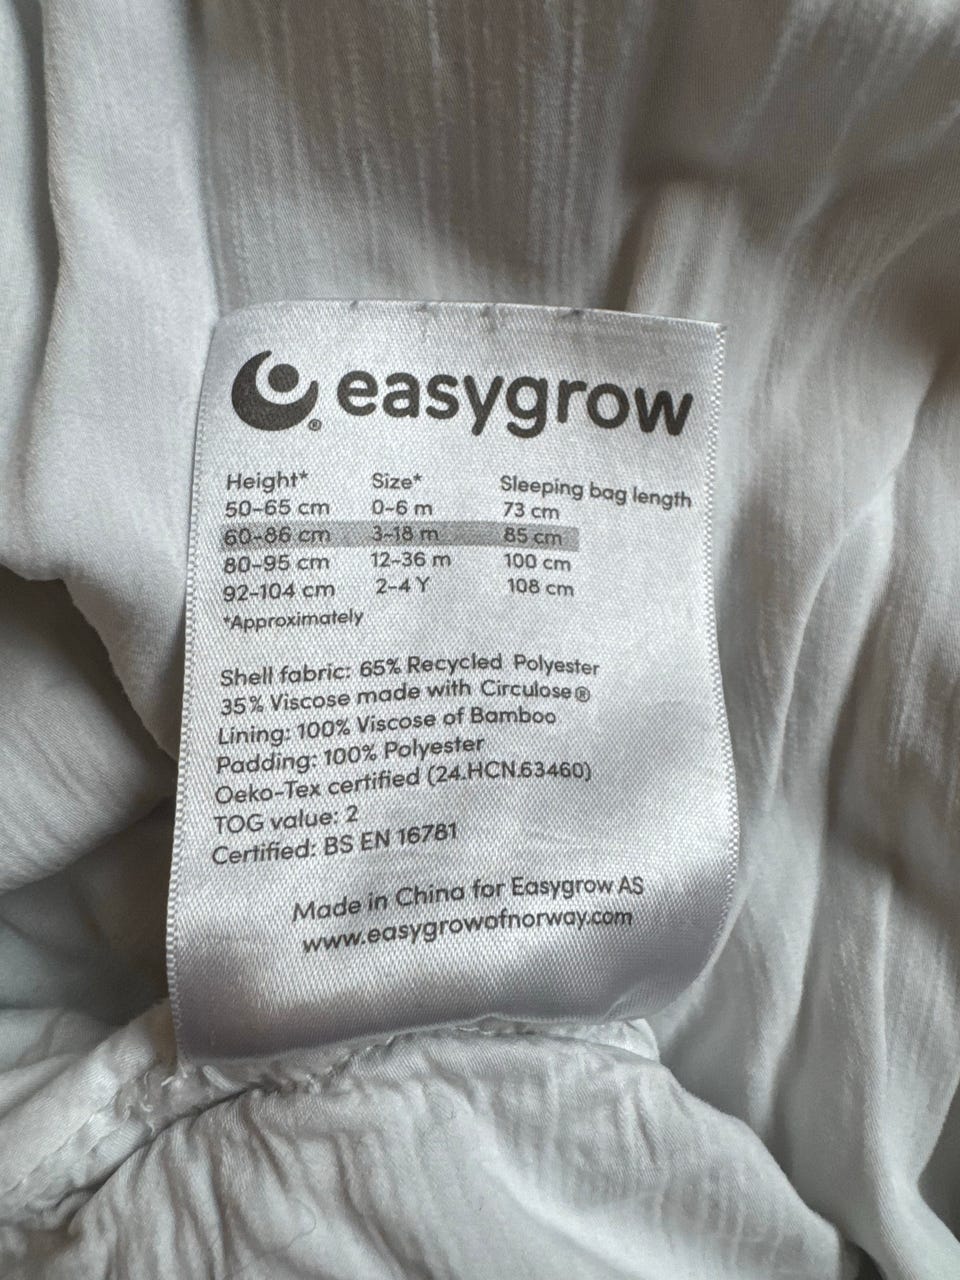 easygrow
®
Height* Size* Sleeping bag length
50-65 cm 0-6 m 73 cm
60-86 cm 3-18 m 85 cm
80-95 cm 12-36 m 100 cm
92-104 cm 2-4 Y 108 cm
*Approximately
Shell fabric: 65% Recycled Polyester
35% Viscose made with Circulose®
Lining: 100% Viscose of Bamboo
Padding: 100% Polyester
Oeko-Tex certified (24.HCN.63460)
TOG value: 2
Certified: BS EN 16781
Made in China for Easygrow AS
www.easygrowofnorway.com